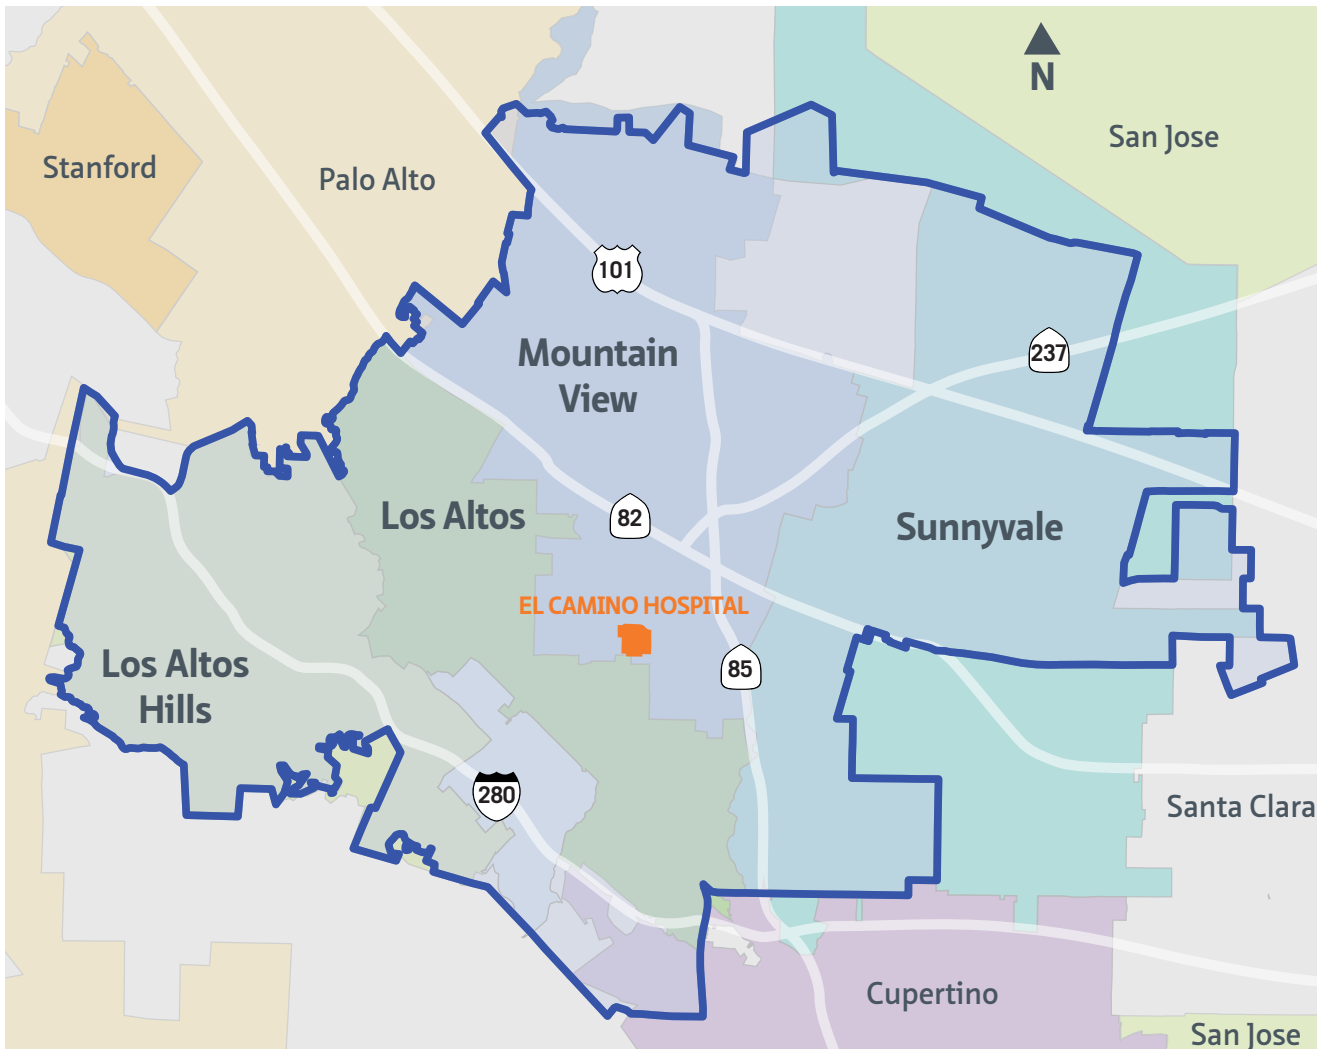 N
San Jose
Stanford
Palo Alto
101
Mountain
View
237
82
Los Altos
Sunnyvale
EL CAMINO HOSPITAL
85
Los Altos
Hills
280
Santa Clara
Cupertino
San Jose